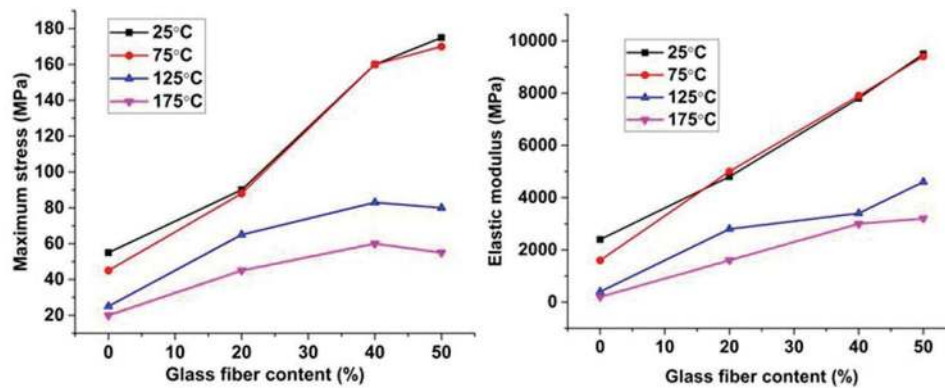 25°C
75°C
125°C
175°C
Maximum stress (MPa)
180
160
140
120
100
80
60
40
20
0 10 20 30 40 50
Glass fiber content (%)
25°C
75°C
125°C
175°C
Elastic modulus (MPa)
10000
8000
6000
4000
2000
0
0 10 20 30 40 50
Glass fiber content (%)